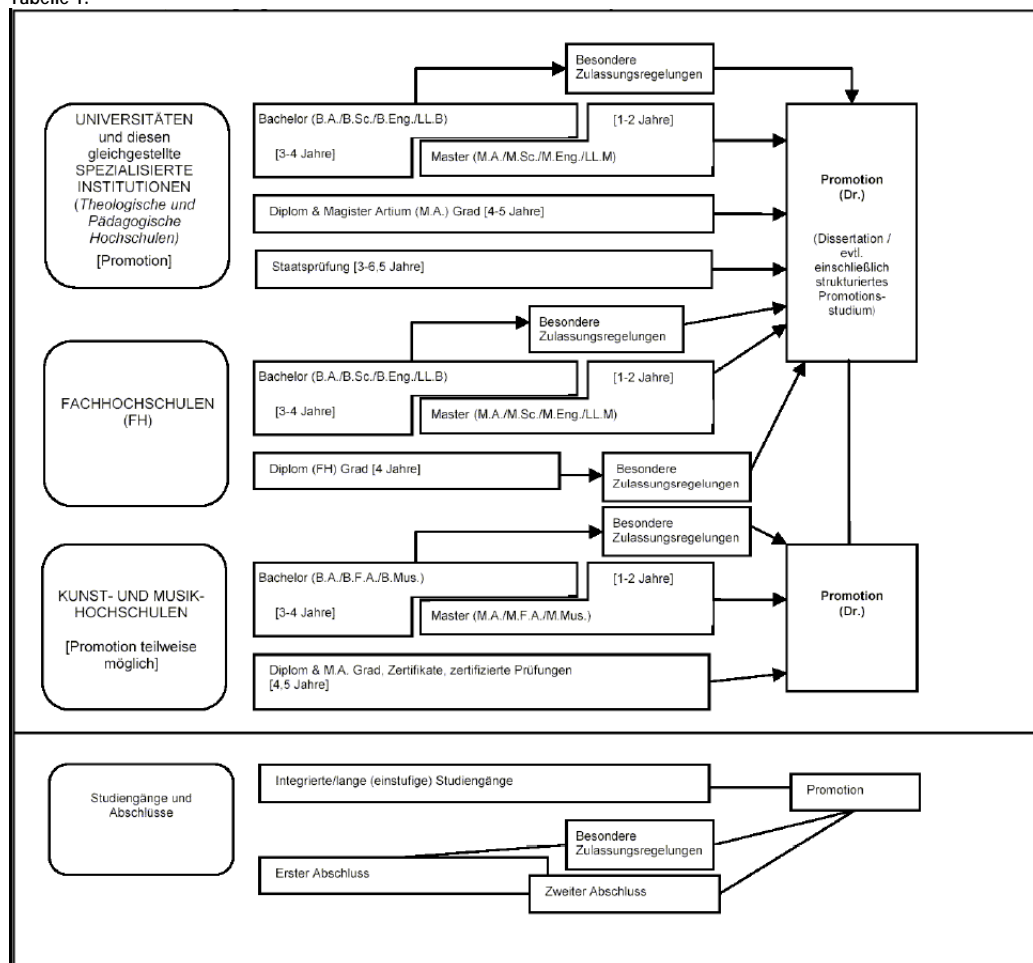 Tabelle 1:
Besondere
Zulassungsregelungen
UNIVERSITÄTEN
und diesen
gleichgestellte
SPEZIALISIERTE
INSTITUTIONEN
(Theologische und
Pädagogische
Hochschulen)
[Promotion]
Bachelor (B.A./B.Sc./B.Eng./LL.B)
[3-4 Jahre]
[1-2 Jahre]
Master (M.A./M.Sc./M.Eng./LL.M)
Diplom & Magister Artium (M.A.) Grad [4-5 Jahre]
Staatsprüfung [3-6,5 Jahre]
Promotion
(Dr.)
(Dissertation /
evtl.
einschließlich
strukturiertes
Promotions-
studium)
Besondere
Zulassungsregelungen
FACHHOCHSCHULEN
(FH)
Bachelor (B.A./B.Sc./B.Eng./LL.B)
[3-4 Jahre]
[1-2 Jahre]
Master (M.A./M.Sc./M.Eng./LL.M)
Diplom (FH) Grad [4 Jahre]
Besondere
Zulassungsregelungen
Besondere
Zulassungsregelungen
KUNST- UND MUSIK-
HOCHSCHULEN
[Promotion teilweise
möglich]
Bachelor (B.A./B.F.A./B.Mus.)
[3-4 Jahre]
[1-2 Jahre]
Master (M.A./M.F.A./M.Mus.)
Diplom & M.A. Grad, Zertifikate, zertifizierte Prüfungen
[4,5 Jahre]
Promotion
(Dr.)
Studiengänge und
Abschlüsse
Integrierte/lange (einstufige) Studiengänge
Promotion
Besondere
Zulassungsregelungen
Erster Abschluss
Zweiter Abschluss